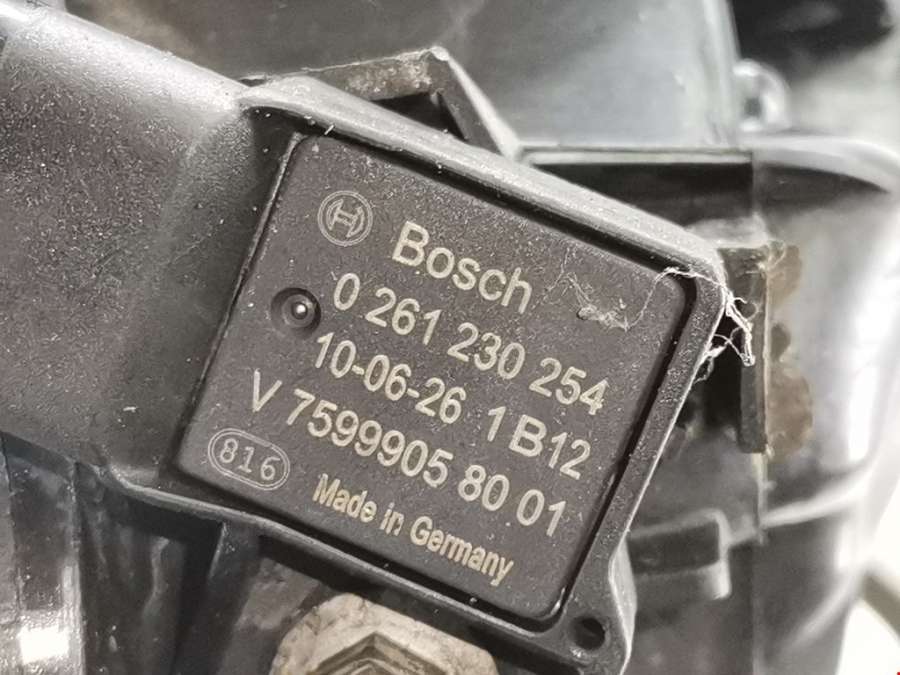 Bosch
0 261 230 254
10-06-26 1B12
V 7599905 80 01
816
Made in Germany